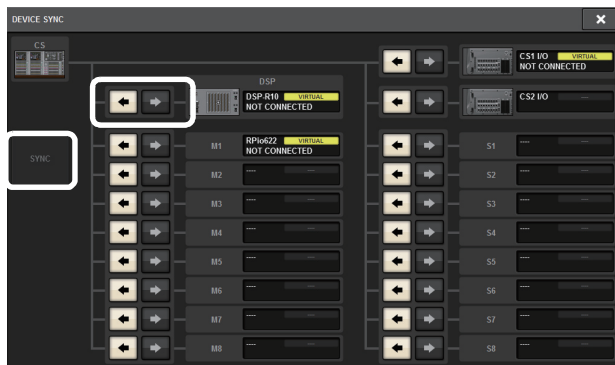 DEVICE SYNC
CS
CS1 I/O VIRTUAL
NOT CONNECTED
DSP
DSP-R10 VIRTUAL
NOT CONNECTED
CS2 I/O ---
SYNC
M1 RPio622 VIRTUAL
NOT CONNECTED
S1 ---- ---
M2 ---- ---
S2 ---- ---
M3 ---- ---
S3 ---- ---
M4 ---- ---
S4 ---- ---
M5 ---- ---
S5 ---- ---
M6 ---- ---
S6 ---- ---
M7 ---- ---
S7 ---- ---
M8 ---- ---
S8 ---- ---